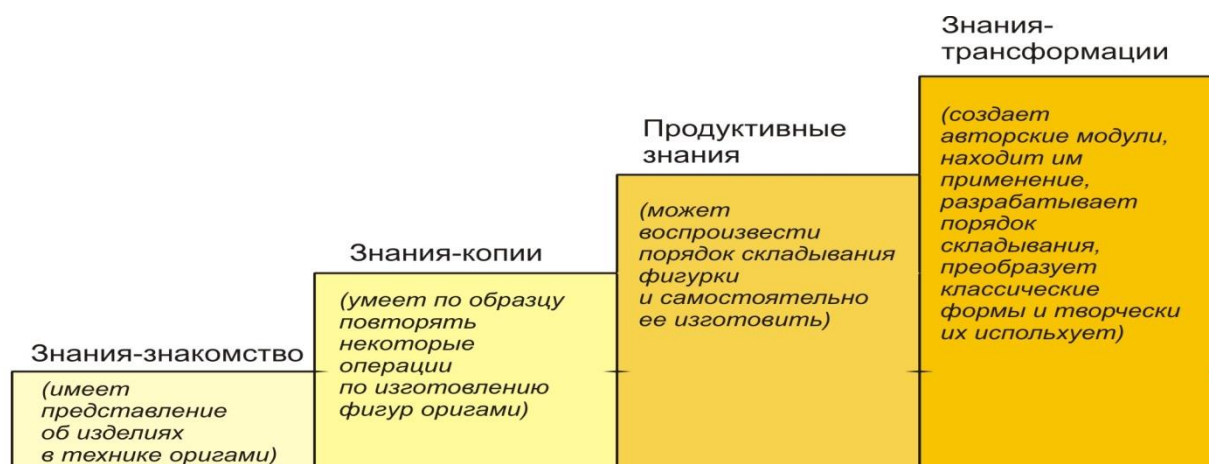 Знания-знакомство
(имеет
представление
об изделиях
в технике оригами)
Знания-копии
(умеет по образцу
повторять
некоторые
операции
по изготовлению
фигур оригами)
Продуктивные
знания
(может
воспроизвести
порядок складывания
фигурки
и самостоятельно
ее изготовить)
Знания-
трансформации
(создает
авторские модули,
находит им
применение,
разрабатывает
порядок
складывания,
преобразует
классические
формы и творчески
их испольхует)